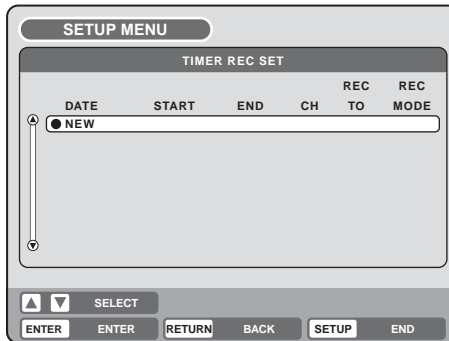 SETUP MENU
TIMER REC SET
REC REC
DATE START END CH TO MODE
NEW
SELECT
ENTER ENTER RETURN BACK SETUP END